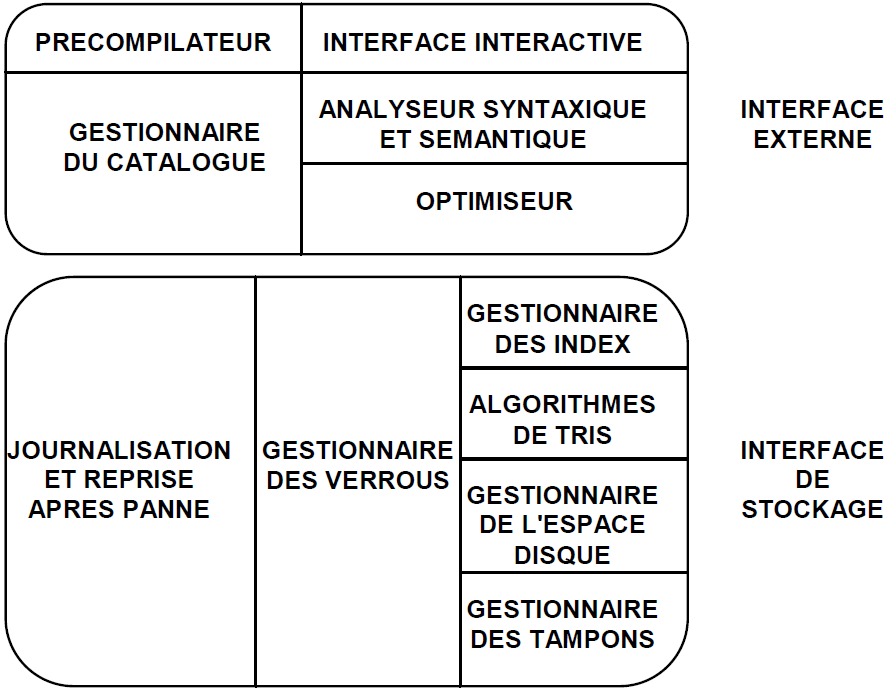 PRECOMPILATEUR
INTERFACE INTERACTIVE
GESTIONNAIRE
DU CATALOGUE
ANALYSEUR SYNTAXIQUE
ET SEMANTIQUE
OPTIMISEUR
INTERFACE
EXTERNE
JOURNALISATION
ET REPRISE
APRES PANNE
GESTIONNAIRE
DES VERROUS
GESTIONNAIRE
DES INDEX
ALGORITHMES
DE TRIS
GESTIONNAIRE
DE L'ESPACE
DISQUE
GESTIONNAIRE
DES TAMPONS
INTERFACE
DE
STOCKAGE